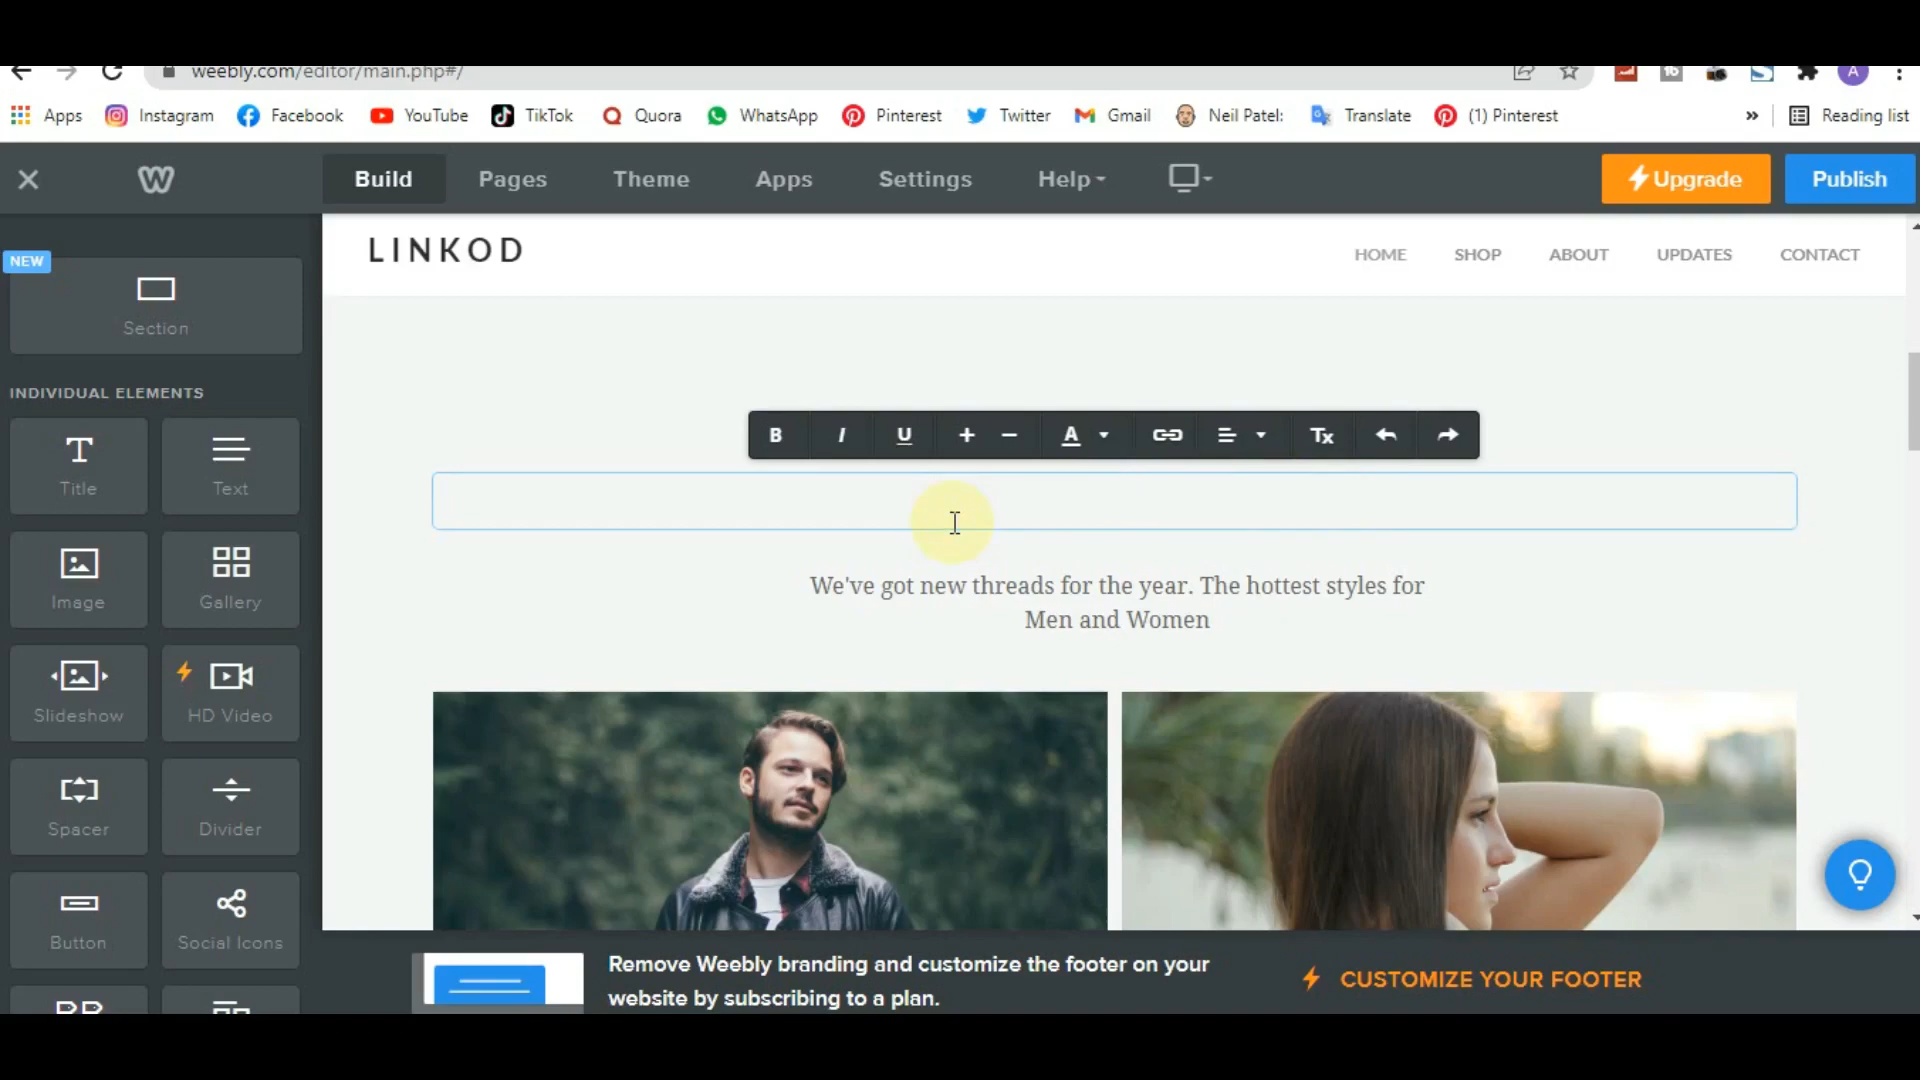 weebly.com/editor/main.php#/
A
Apps Instagram Facebook YouTube TikTok Quora WhatsApp Pinterest Twitter Gmail Neil Patel: Translate (1) Pinterest » Reading list
Build Pages Theme Apps Settings Help Upgrade Publish
NEW
Section
INDIVIDUAL ELEMENTS
Title Text
Image Gallery
Slideshow HD Video
Spacer Divider
Button Social Icons
LINKOD
HOME SHOP ABOUT UPDATES CONTACT
B I U + − A Tx
We've got new threads for the year. The hottest styles for
Men and Women
Remove Weebly branding and customize the footer on your
website by subscribing to a plan.
CUSTOMIZE YOUR FOOTER